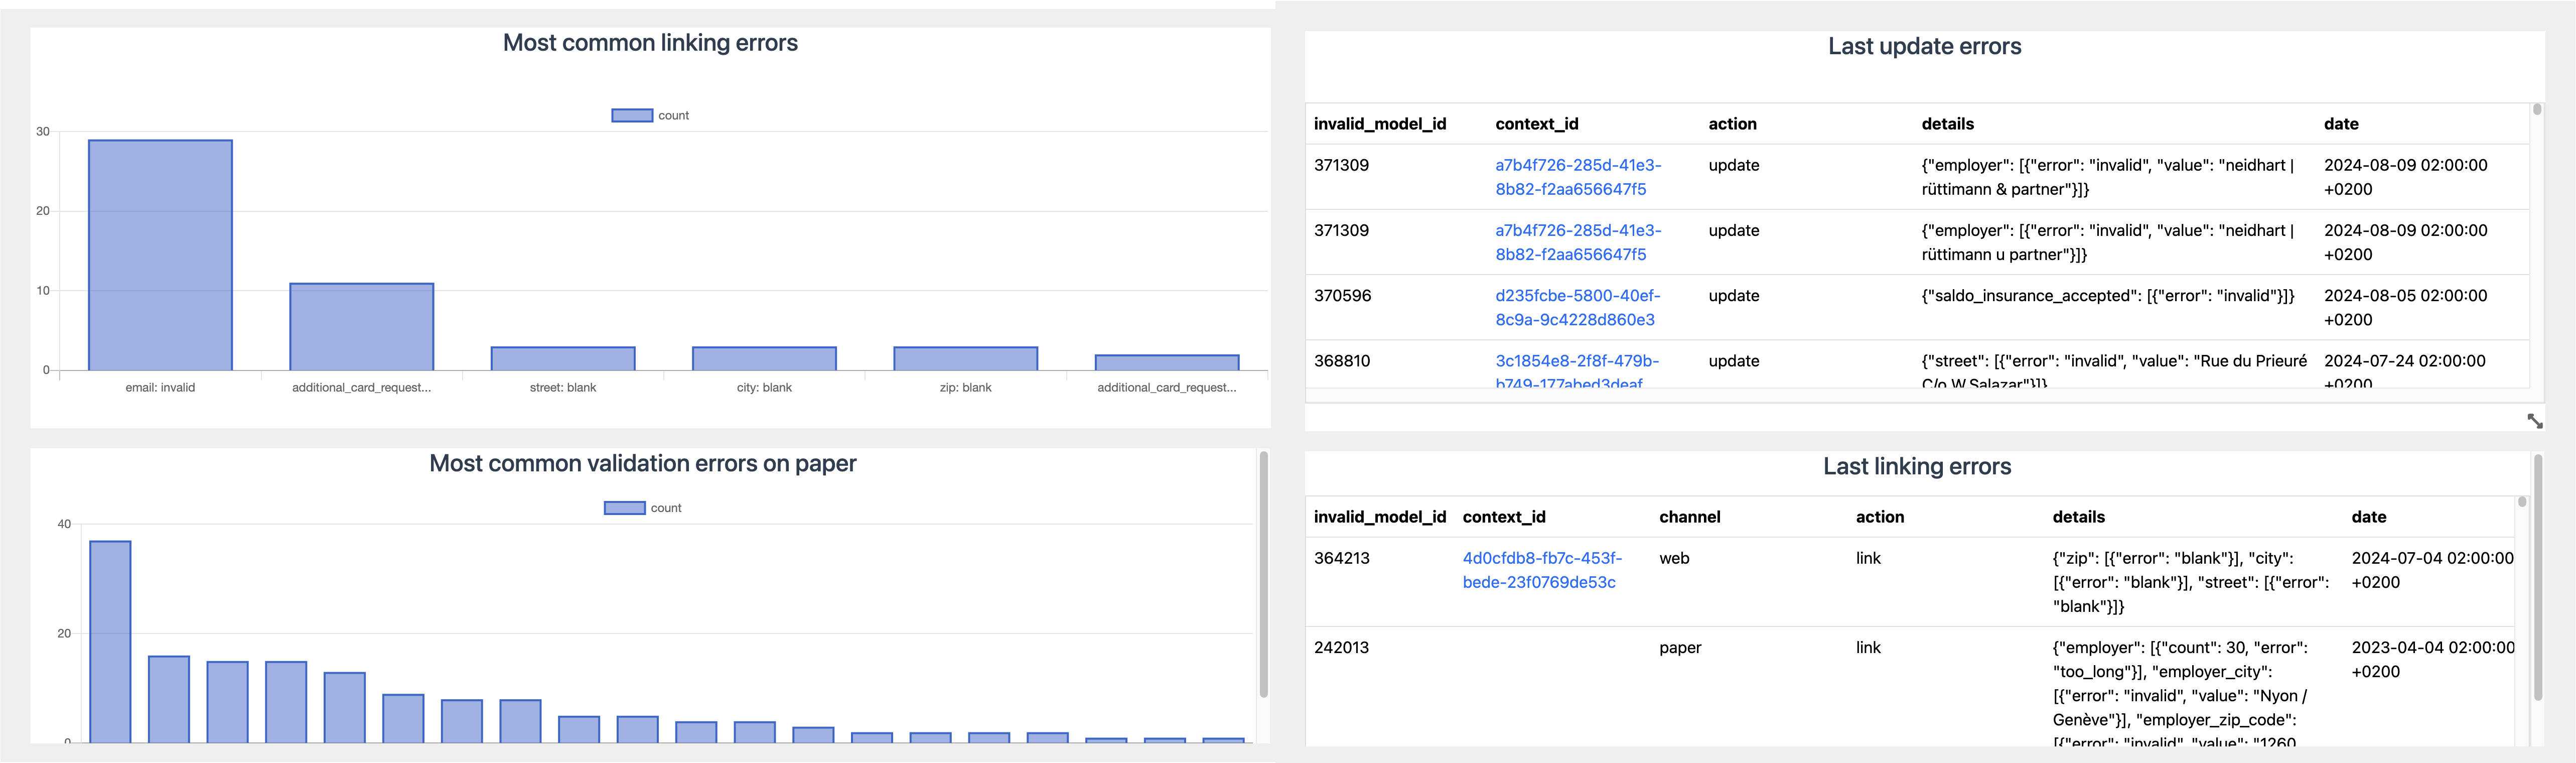 Most common linking errors
count
30
20
10
0
email: invalid
additional_card_request...
street: blank
city: blank
zip: blank
additional_card_request...
Last update errors
invalid_model_id context_id action details date
371309 a7b4f726-285d-41e3- update {"employer": [{"error": "invalid", "value": "neidhart | 2024-08-09 02:00:00
8b82-f2aa656647f5 rüttimann & partner"}]} +0200
371309 a7b4f726-285d-41e3- update {"employer": [{"error": "invalid", "value": "neidhart | 2024-08-09 02:00:00
8b82-f2aa656647f5 rüttimann u partner"}]} +0200
370596 d235fcbe-5800-40ef- update {"saldo_insurance_accepted": [{"error": "invalid"}]} 2024-08-05 02:00:00
8c9a-9c4228d860e3 +0200
368810 3c1854e8-2f8f-479b- update {"street": [{"error": "invalid", "value": "Rue du Prieuré 2024-07-24 02:00:00
b749-177abed3deaf C/o W.Salazar"}]} +0200
Most common validation errors on paper
count
40
20
0
Last linking errors
invalid_model_id context_id channel action details date
364213 4d0cfdb8-fb7c-453f- web link {"zip": [{"error": "blank"}], "city": 2024-07-04 02:00:00
bede-23f0769de53c [{"error": "blank"}], "street": [{"error": +0200
"blank"}]}
242013 paper link {"employer": [{"count": 30, "error": 2023-04-04 02:00:00
"too_long"}], "employer_city": +0200
[{"error": "invalid", "value": "Nyon /
Genève"}], "employer_zip_code":
[{"error": "invalid", "value": "1260